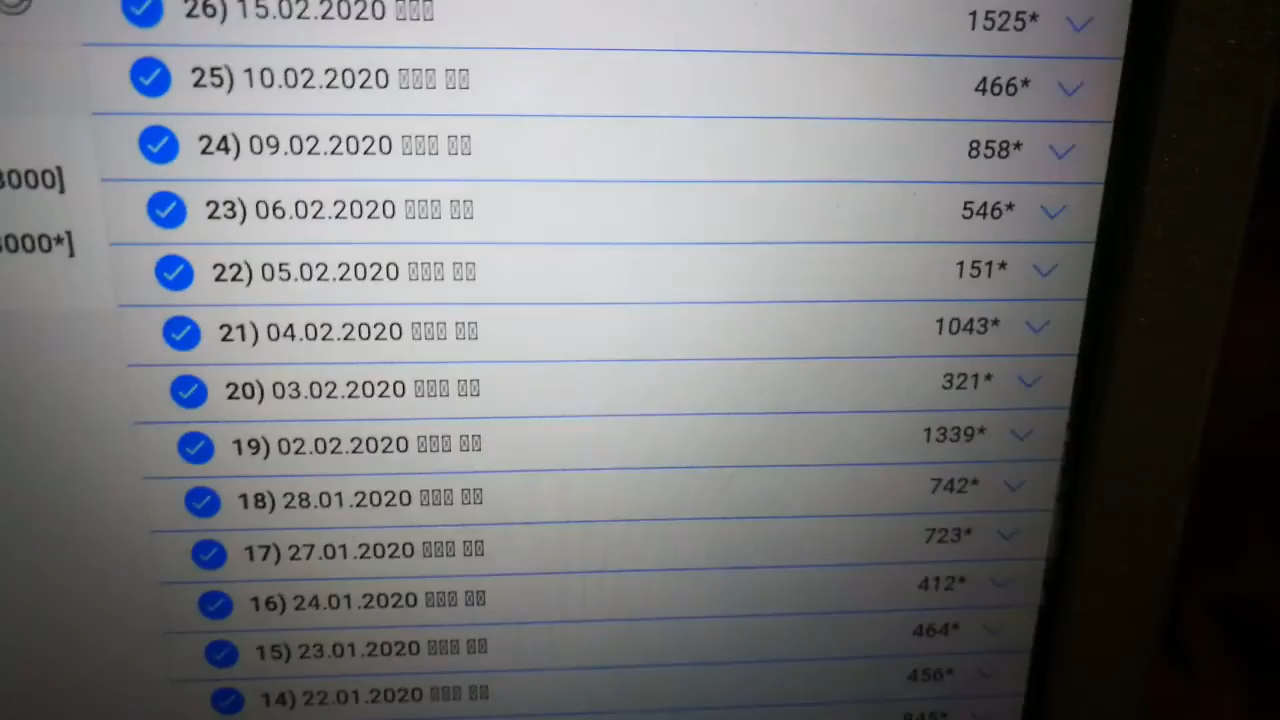 26) 15.02.2020 1525*
25) 10.02.2020 466*
24) 09.02.2020 858*
000]
23) 06.02.2020 546*
000*]
22) 05.02.2020 151*
21) 04.02.2020 1043*
20) 03.02.2020 321*
19) 02.02.2020 1339*
18) 28.01.2020 742*
17) 27.01.2020 723*
16) 24.01.2020 412*
15) 23.01.2020 464*
14) 22.01.2020 456*